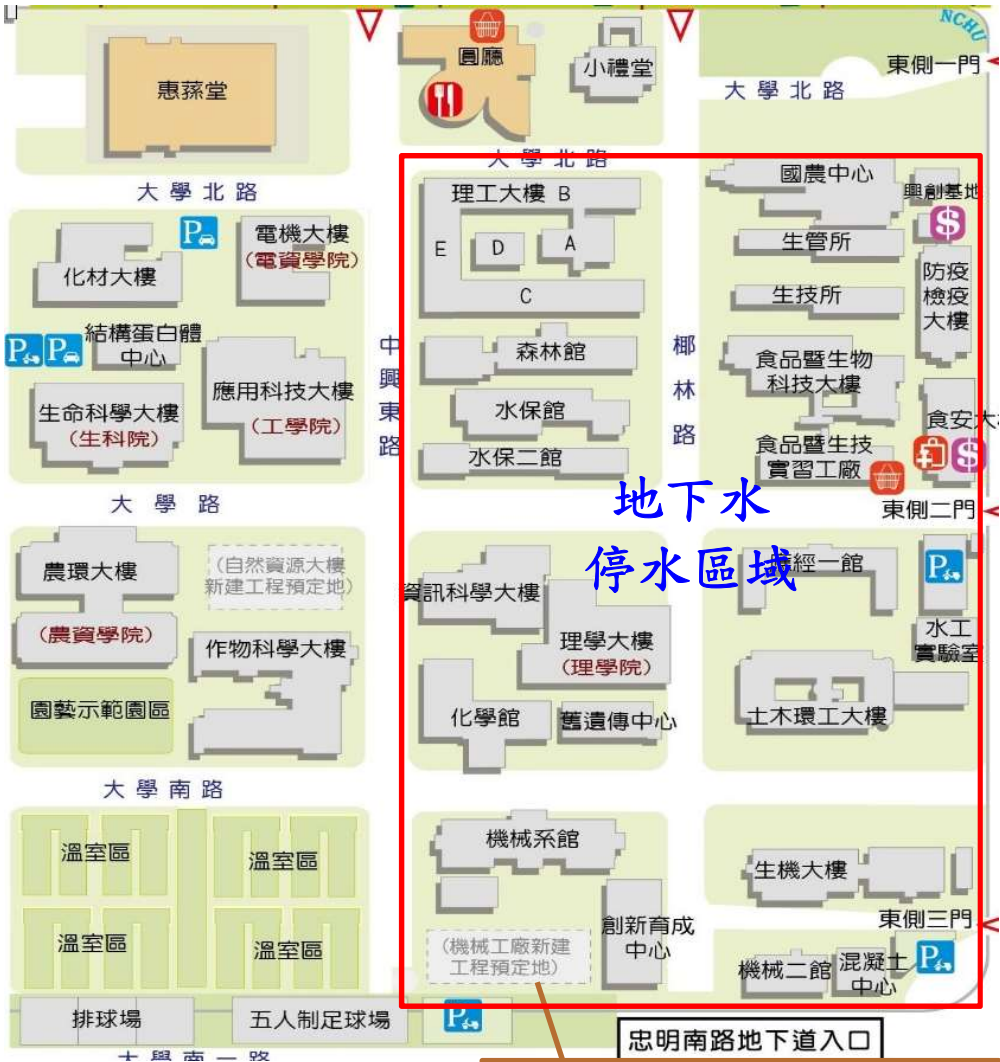 NCHU
圓廳
小禮堂
惠蓀堂
東側一門
大學北路
大學北路
大學北路
理工大樓 B
E
D
A
C
國農中心
興創基地
電機大樓
(電資學院)
化材大樓
生管所
防疫
檢疫
大樓
生技所
結構蛋白體
中心
中興東路
森林館
椰林路
食品暨生物
科技大樓
應用科技大樓
(工學院)
生命科學大樓
(生科院)
水保館
食安大
水保二館
食品暨生技
實習工廠
大學路
地下水
停水區域
東側二門
農環大樓
(自然資源大樓
新建工程預定地)
資訊科學大樓
經一館
(農資學院)
作物科學大樓
理學大樓
(理學院)
水工
實驗室
園藝示範園區
化學館
舊遺傳中心
土木環工大樓
大學南路
溫室區
溫室區
機械系館
生機大樓
溫室區
溫室區
(機械工廠新建
工程預定地)
創新育成
中心
東側三門
機械二館
混凝土
中心
排球場
五人制足球場
忠明南路地下道入口
大學南一路